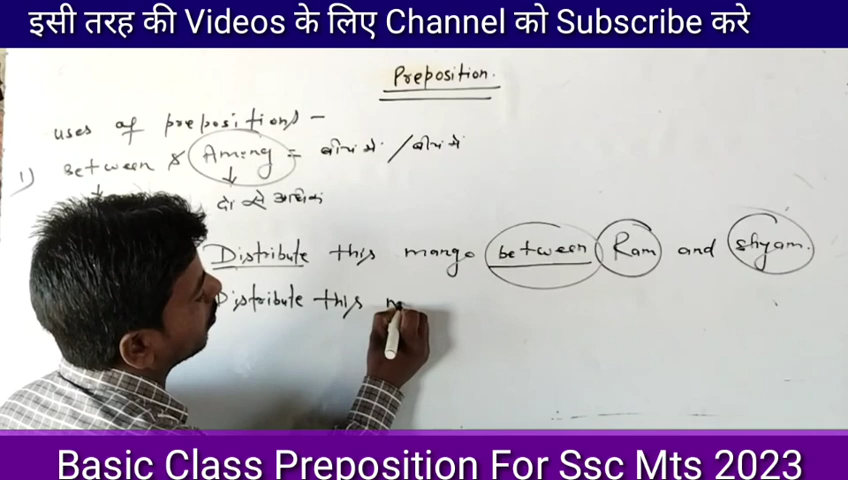 इसी तरह की Videos के लिए Channel को Subscribe करे
Preposition.
uses of prepositions -
1) Between & Among = बीच में / बीच में
दो से अधिक
Distribute this mango between Ram and Shyam.
Distribute this m
Basic Class Preposition For Ssc Mts 2023